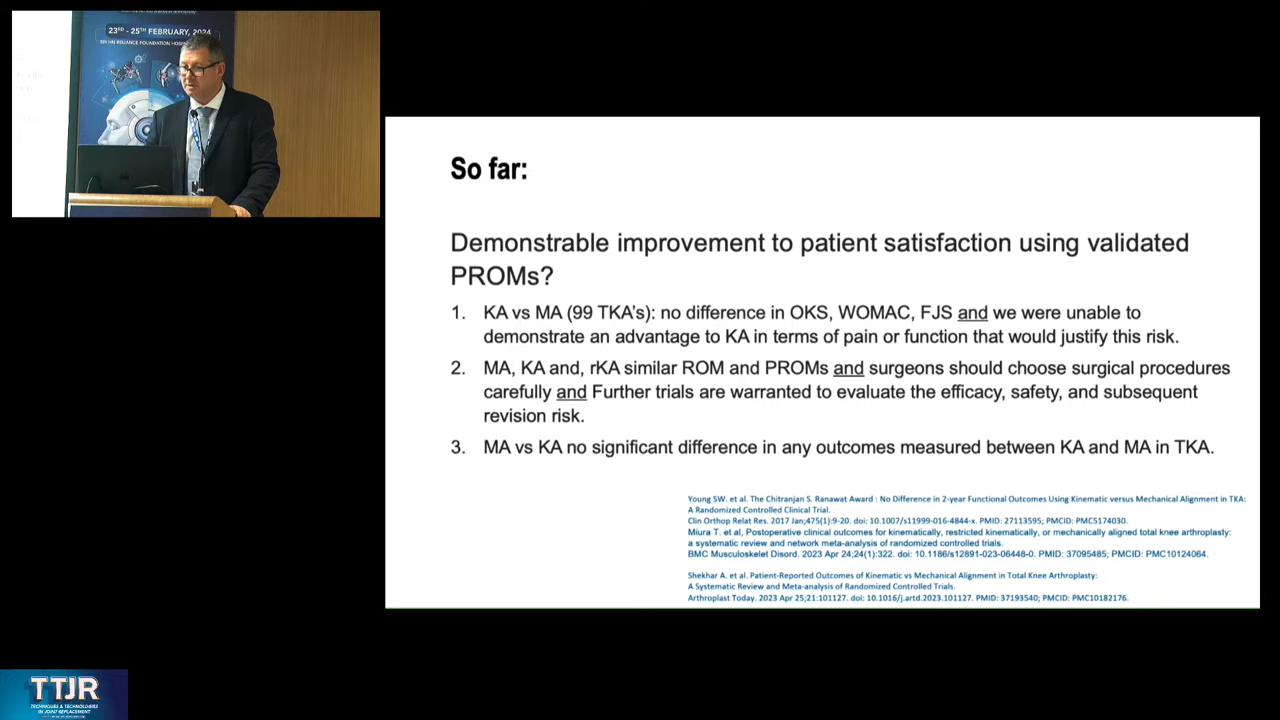 23RD - 25TH FEBRUARY, 2024
SIR HN RELIANCE FOUNDATION HOSP
So far:
Demonstrable improvement to patient satisfaction using validated
PROMs?
1. KA vs MA (99 TKA's): no difference in OKS, WOMAC, FJS and we were unable to
demonstrate an advantage to KA in terms of pain or function that would justify this risk.
2. MA, KA and, rKA similar ROM and PROMs and surgeons should choose surgical procedures
carefully and Further trials are warranted to evaluate the efficacy, safety, and subsequent
revision risk.
3. MA vs KA no significant difference in any outcomes measured between KA and MA in TKA.
Young SW. et al. The Chitranjan S. Ranawat Award : No Difference in 2-year Functional Outcomes Using Kinematic versus Mechanical Alignment in TKA:
A Randomized Controlled Clinical Trial.
Clin Orthop Relat Res. 2017 Jan;475(1):9-20. doi: 10.1007/s11999-016-4844-x. PMID: 27113595; PMCID: PMC5174030.
Miura T. et al, Postoperative clinical outcomes for kinematically, restricted kinematically, or mechanically aligned total knee arthroplasty:
a systematic review and network meta-analysis of randomized controlled trials.
BMC Musculoskelet Disord. 2023 Apr 24;24(1):322. doi: 10.1186/s12891-023-06448-0. PMID: 37095485; PMCID: PMC10124064.
Shekhar A. et al. Patient-Reported Outcomes of Kinematic vs Mechanical Alignment in Total Knee Arthroplasty:
A Systematic Review and Meta-analysis of Randomized Controlled Trials.
Arthroplast Today. 2023 Apr 25;21:101127. doi: 10.1016/j.artd.2023.101127. PMID: 37193540; PMCID: PMC10182176.
TTJR
TECHNIQUES & TECHNOLOGIES
IN JOINT REPLACEMENT